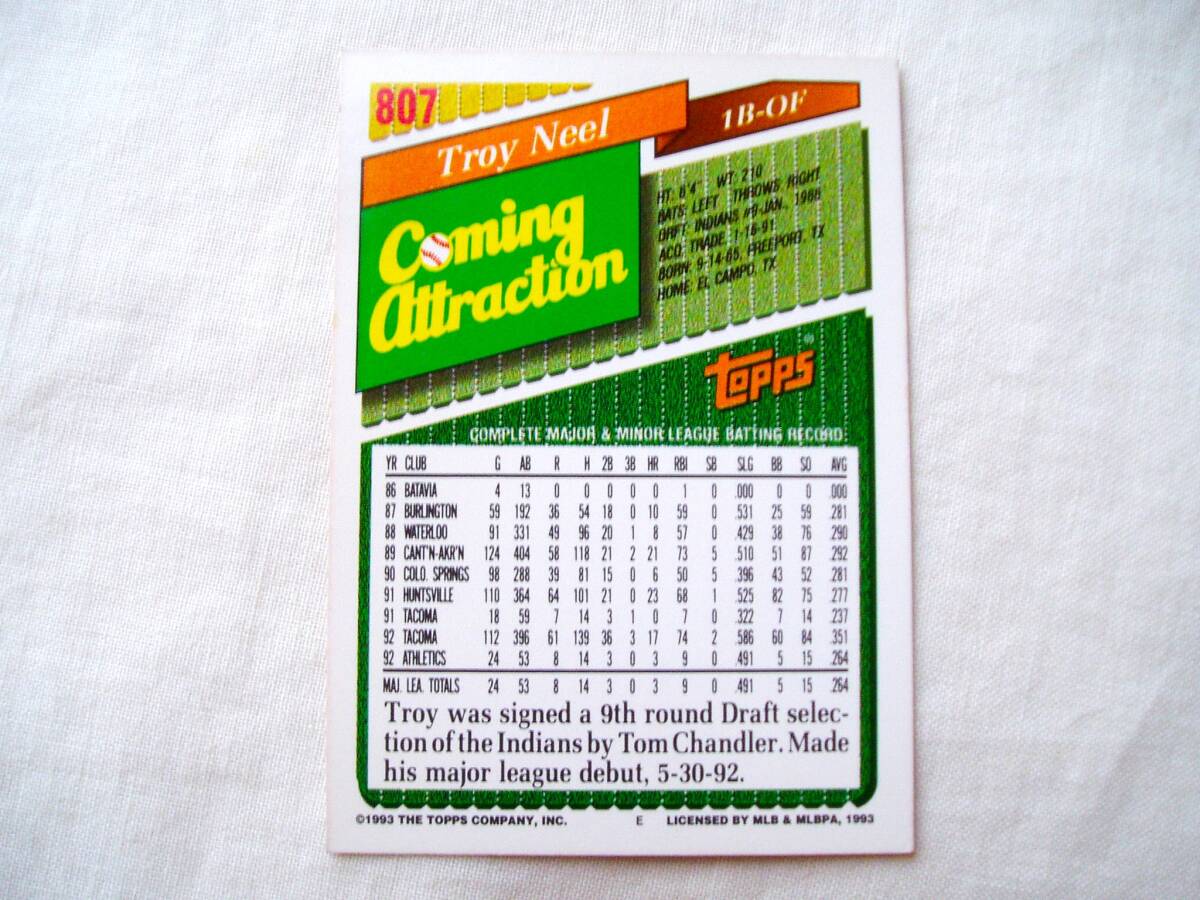 807
Troy Neel
1B-OF
Coming
Attraction
HT: 6'4" WT: 210
BATS: LEFT THROWS: RIGHT
DRFT: INDIANS #9-JAN., 1986
ACQ: TRADE, 1-16-91
BORN: 9-14-65, FREEPORT, TX
HOME: EL CAMPO, TX
Topps®
COMPLETE MAJOR & MINOR LEAGUE BATTING RECORD
YR CLUB G AB R H 2B 3B HR RBI SB SLG BB SO AVG
86 BATAVIA 4 13 0 0 0 0 0 1 0 .000 0 0 .000
87 BURLINGTON 59 192 36 54 18 0 10 59 0 .531 25 59 .281
88 WATERLOO 91 331 49 96 20 1 8 57 0 .429 38 76 .290
89 CANT'N-AKR'N 124 404 58 118 21 2 21 73 5 .510 51 87 .292
90 COLO. SPRINGS 98 288 39 81 15 0 6 50 5 .396 43 52 .281
91 HUNTSVILLE 110 364 64 101 21 0 23 68 1 .525 82 75 .277
91 TACOMA 18 59 7 14 3 1 0 7 0 .322 7 14 .237
92 TACOMA 112 396 61 139 36 3 17 74 2 .586 60 84 .351
92 ATHLETICS 24 53 8 14 3 0 3 9 0 .491 5 15 .264
MAJ. LEA. TOTALS 24 53 8 14 3 0 3 9 0 .491 5 15 .264
Troy was signed a 9th round Draft selec-
tion of the Indians by Tom Chandler. Made
his major league debut, 5-30-92.
©1993 THE TOPPS COMPANY, INC. E LICENSED BY MLB & MLBPA, 1993